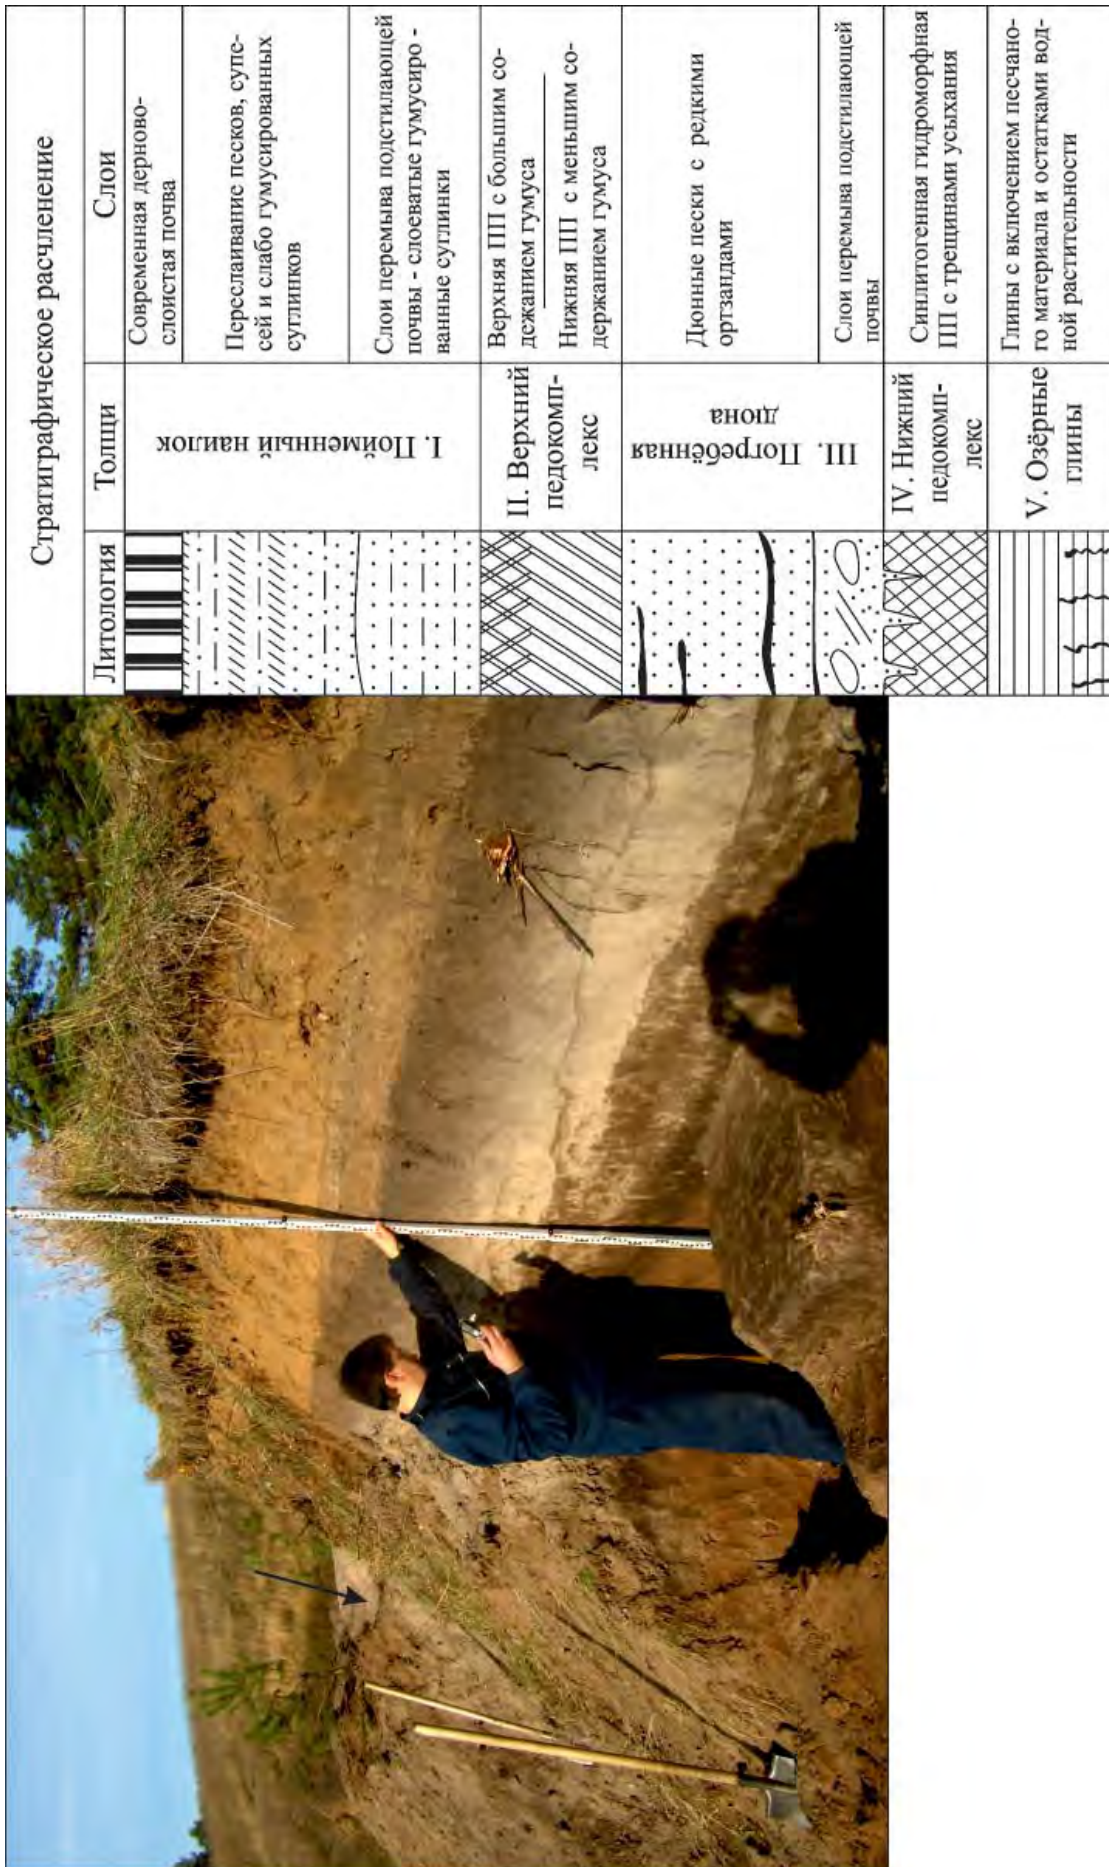 Стратиграфическое расчленение
Литология
Толщи
Слои
I. Пойменный наилок
Современная дерново-
слоистая почва
Переслаивание песков, супе-
сей и слабо гумусированных
суглинков
Слои перемыва подстилающей
почвы - слоеватые гумусиро -
ванные суглинки
II. Верхний
педокомп-
лекс
Верхняя ПП с большим со-
дежанием гумуса
Нижняя ПП с меньшим со-
держанием гумуса
III. Погребённая
дюна
Дюнные пески с редкими
ортзандами
Слои перемыва подстилающей
почвы
IV. Нижний
педокомп-
лекс
Синлитогенная гидроморфная
ПП с трещинами усыхания
V. Озёрные
глины
Глины с включением песчано-
го материала и остатками вод-
ной растительности